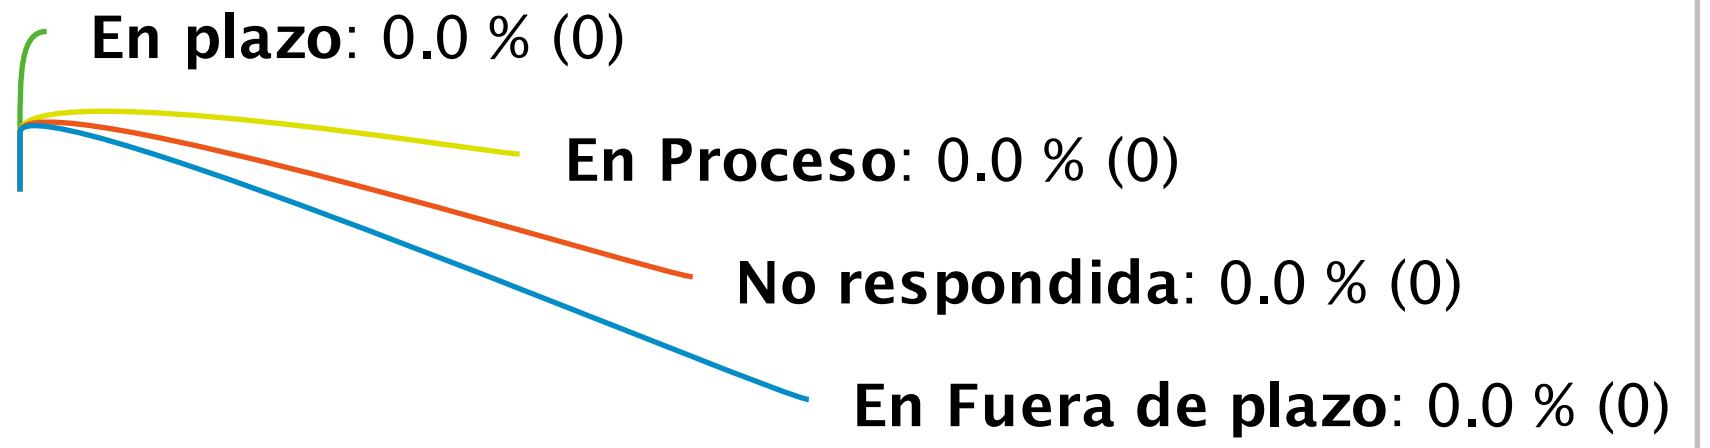 En plazo: 0.0 % (0)
En Proceso: 0.0 % (0)
No respondida: 0.0 % (0)
En Fuera de plazo: 0.0 % (0)